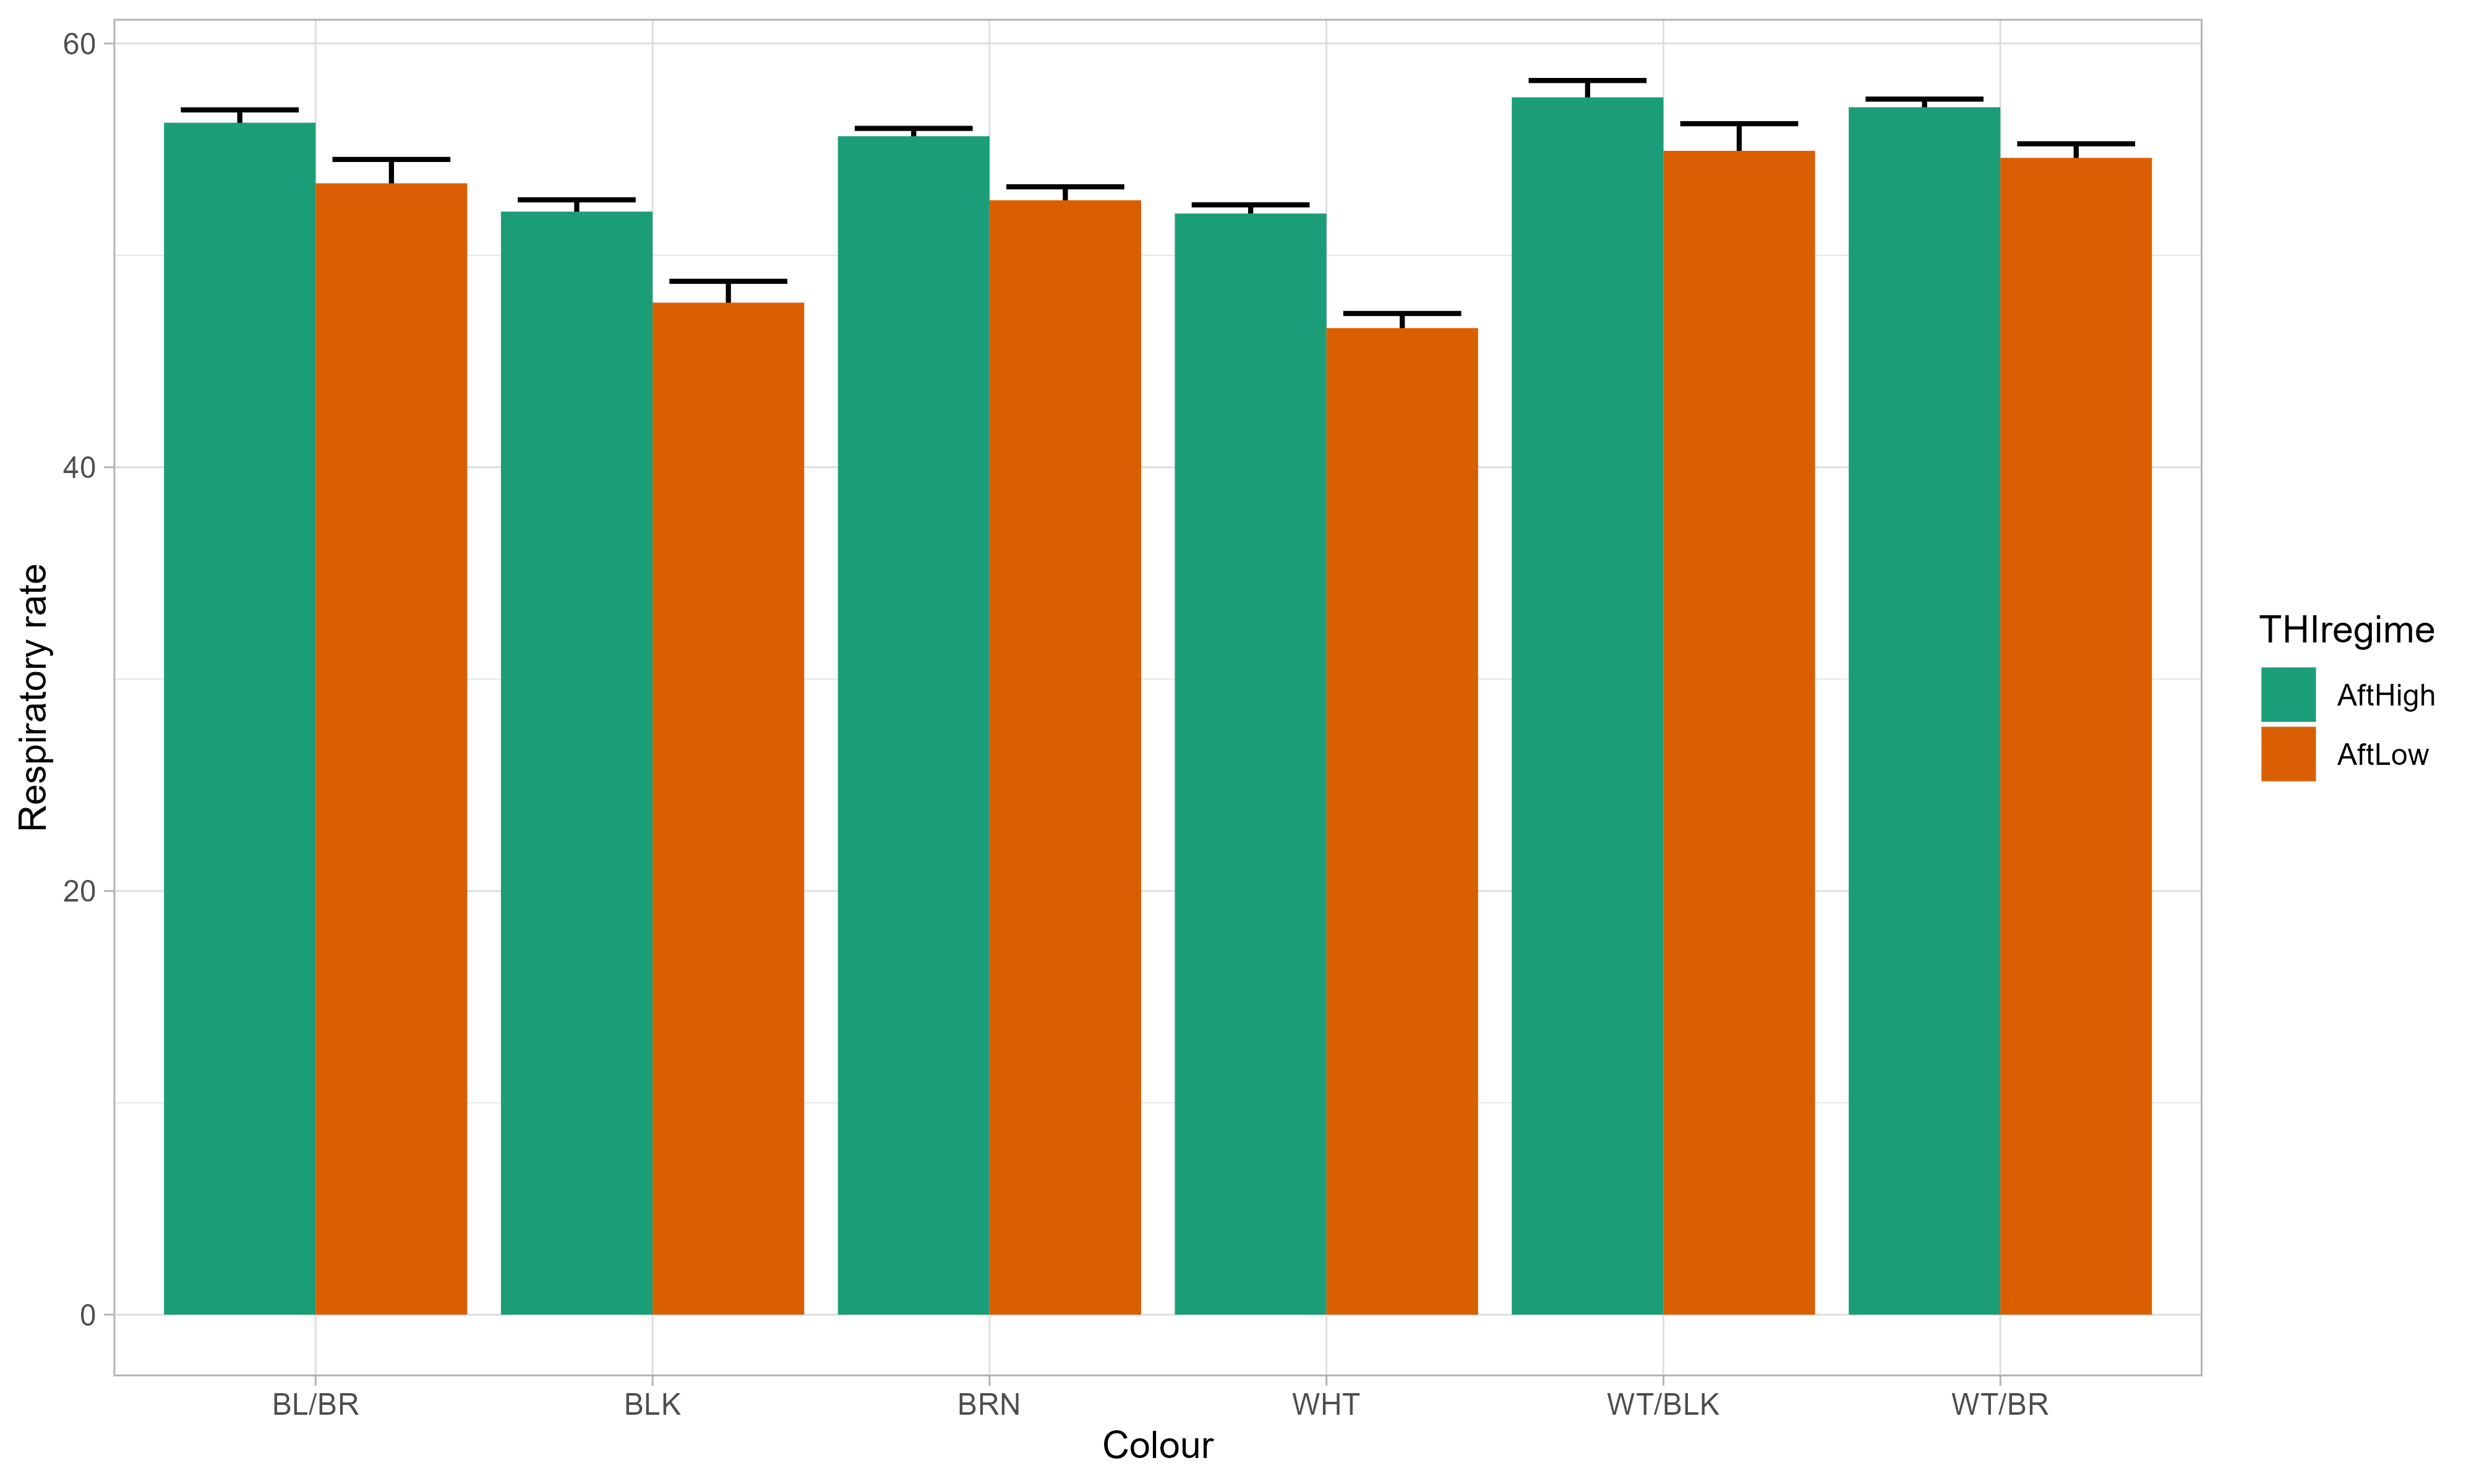 60
40
20
0
Respiratory rate
BL/BR
BLK
BRN
WHT
WT/BLK
WT/BR
Colour
THIregime
AftHigh
AftLow